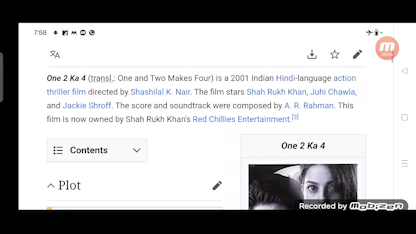 7:58
One 2 Ka 4 (transl.: One and Two Makes Four) is a 2001 Indian Hindi-language action
thriller film directed by Shashilal K. Nair. The film stars Shah Rukh Khan, Juhi Chawla,
and Jackie Shroff. The score and soundtrack were composed by A. R. Rahman. This
film is now owned by Shah Rukh Khan's Red Chillies Entertainment.[3]
Contents
One 2 Ka 4
Plot
Recorded by Mobizen